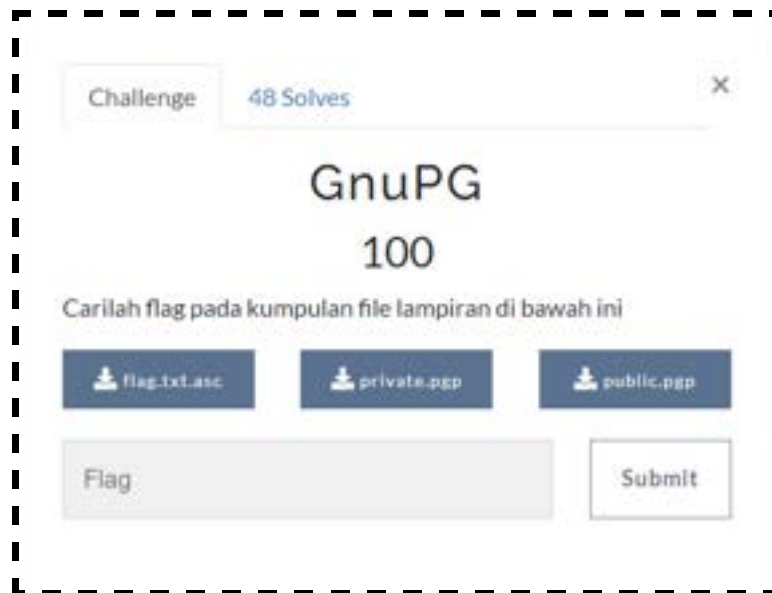 Challenge 48 Solves ×
GnuPG
100
Carilah flag pada kumpulan file lampiran di bawah ini
flag.txt.asc private.pgp public.pgp
Flag Submit